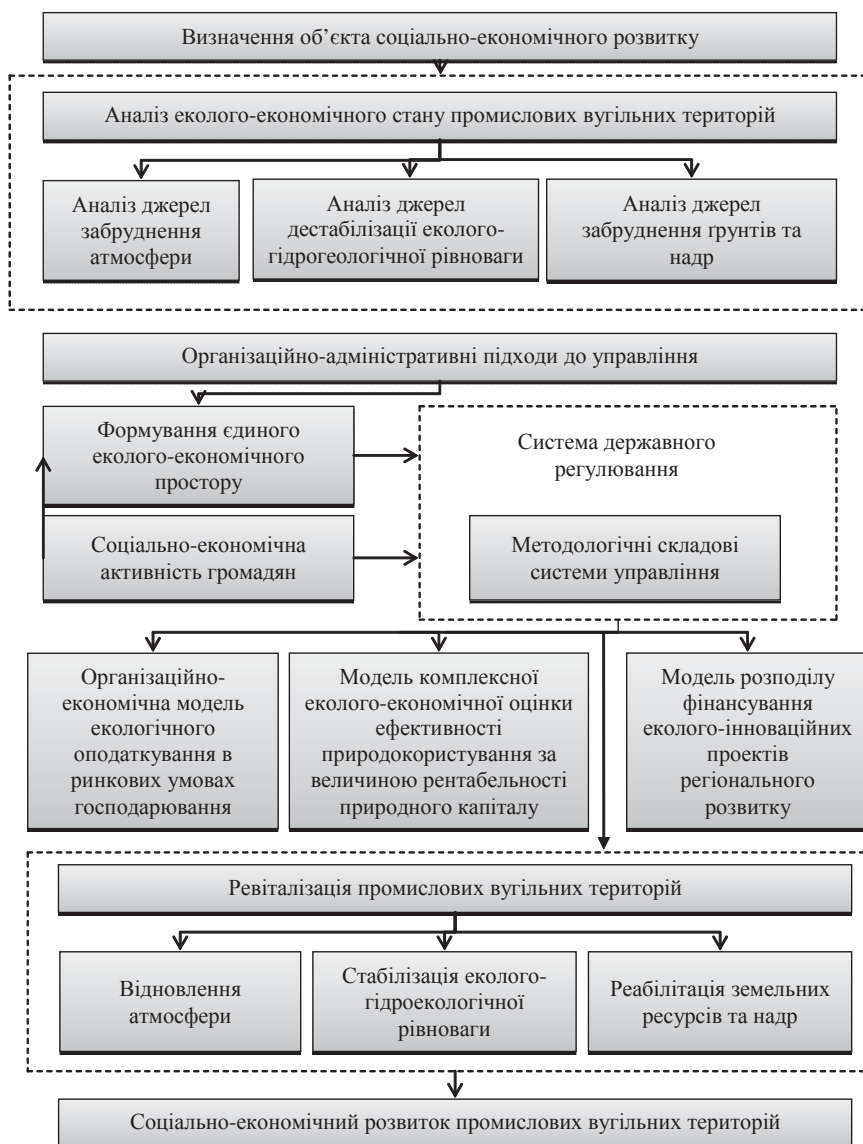 Визначення об’єкта соціально-економічного розвитку
Аналіз еколого-економічного стану промислових вугільних територій
Аналіз джерел
забруднення
атмосфери
Аналіз джерел
дестабілізації еколого-
гідрогеологічної рівноваги
Аналіз джерел
забруднення ґрунтів та
надр
Організаційно-адміністративні підходи до управління
Формування єдиного
еколого-економічного
простору
Система державного
регулювання
Соціально-економічна
активність громадян
Методологічні складові
системи управління
Організаційно-
економічна модель
екологічного
оподаткування в
ринкових умовах
господарювання
Модель комплексної
еколого-економічної оцінки
ефективності
природокористування за
величиною рентабельності
природного капіталу
Модель розподілу
фінансування
еколого-інноваційних
проектів
регіонального
розвитку
Ревіталізація промислових вугільних територій
Відновлення
атмосфери
Стабілізація еколого-
гідроекологічної
рівноваги
Реабілітація земельних
ресурсів та надр
Соціально-економічний розвиток промислових вугільних територій